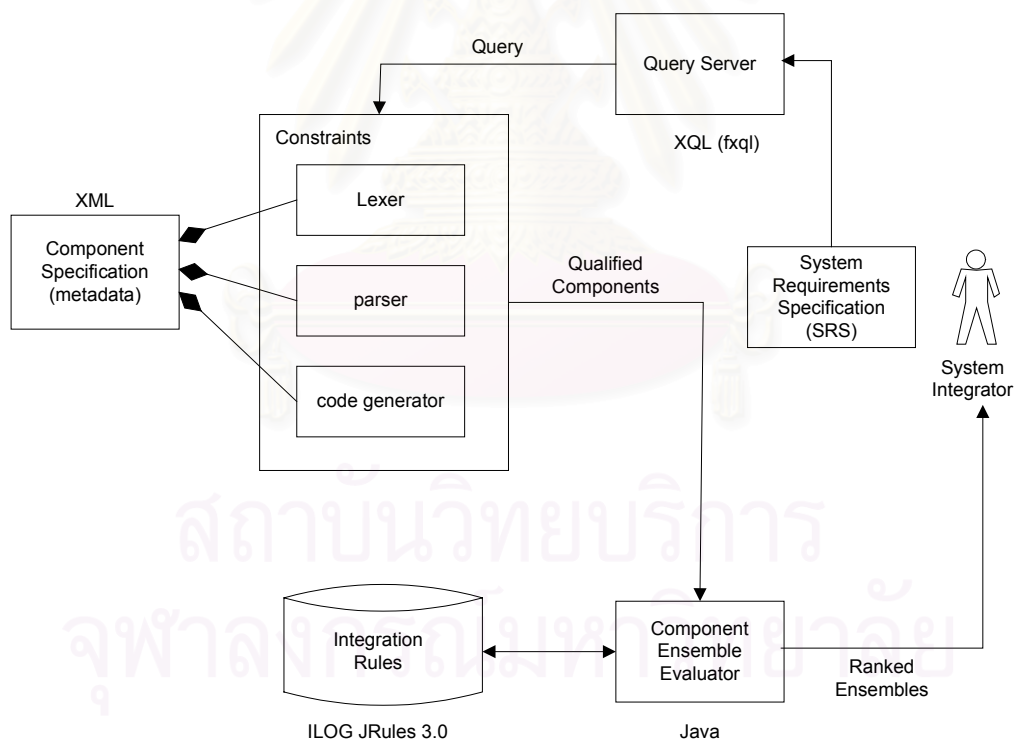 Query
Query Server
XQL (fxql)
Constraints
Lexer
parser
code generator
XML
Component
Specification
(metadata)
Qualified
Components
System
Requirements
Specification
(SRS)
System
Integrator
Integration
Rules
ILOG JRules 3.0
Component
Ensemble
Evaluator
Java
Ranked
Ensembles
สถาบันวิทยบริการ
จุฬาลงกรณ์มหาวิทยาลัย